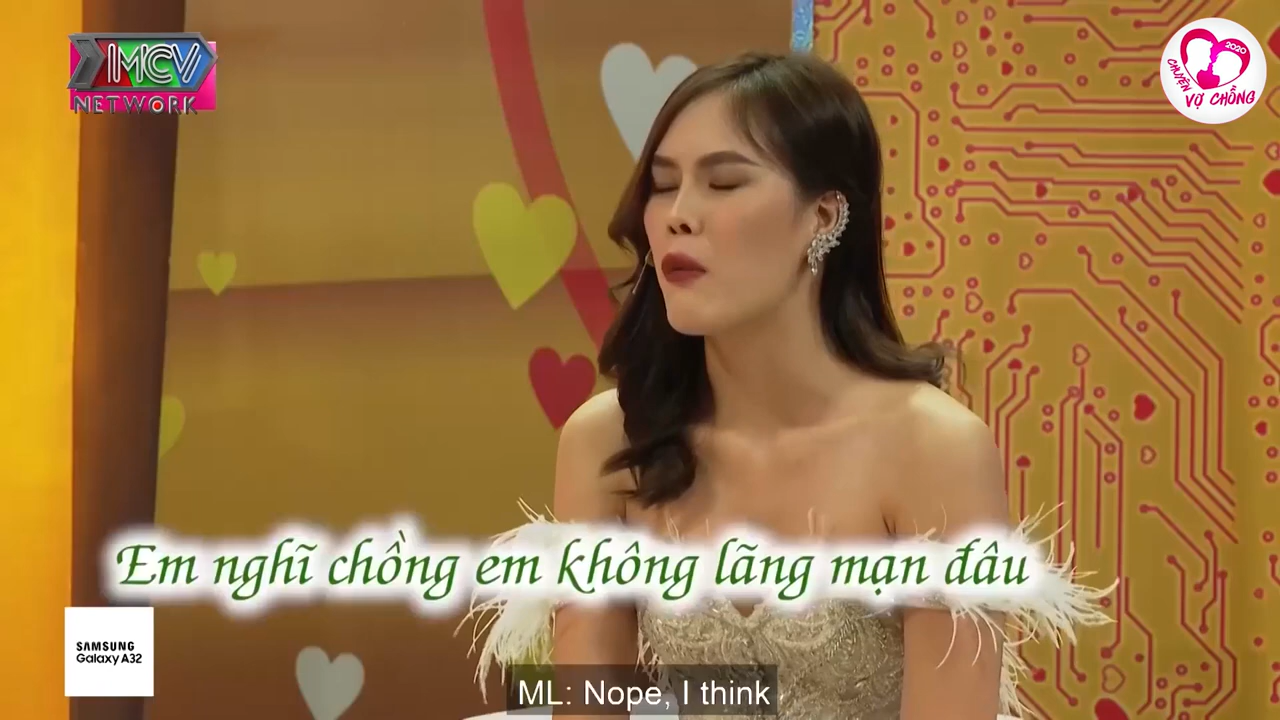 MCV
NETWORK
2020
CHUYỆN
VỢ CHỒNG
Em nghĩ chồng em không lãng mạn đâu
SAMSUNG
Galaxy A32
ML: Nope, I think